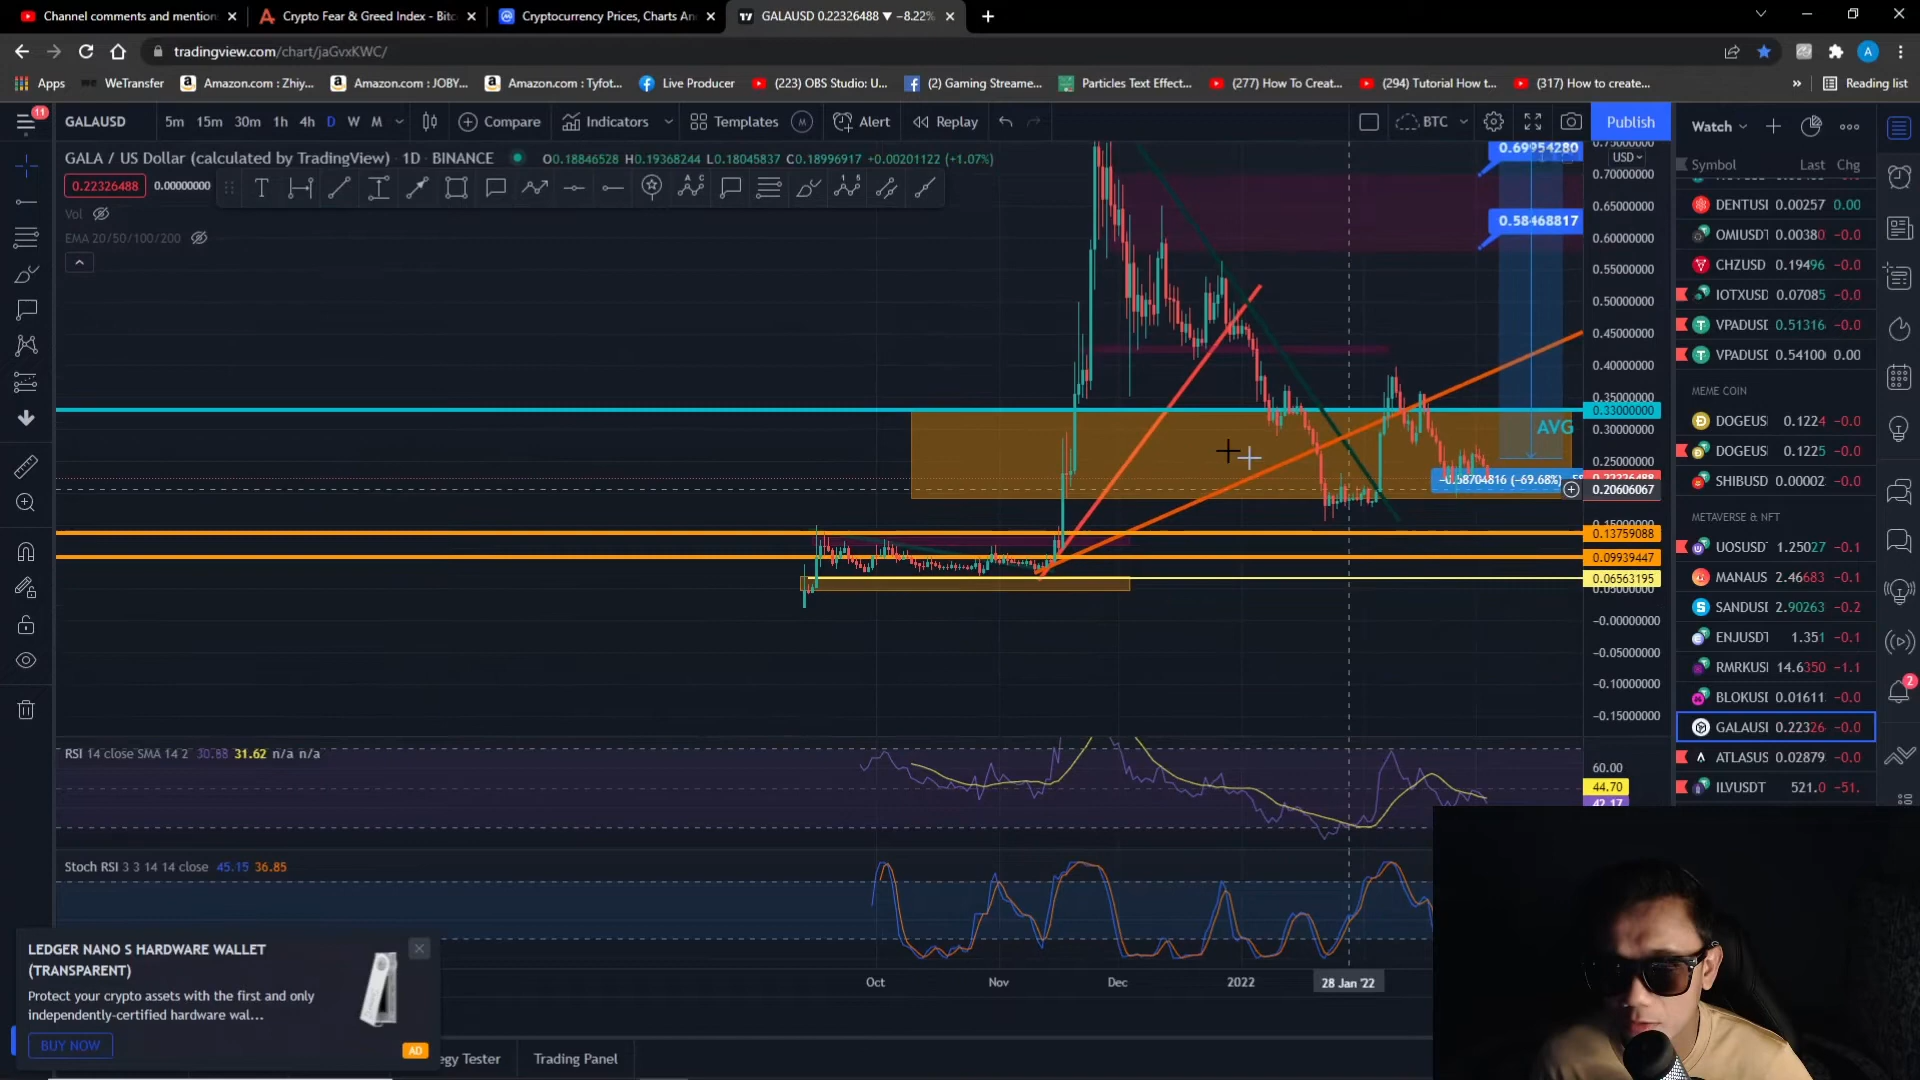 Channel comments and mention
Crypto Fear & Greed Index - Bitc
Cryptocurrency Prices, Charts An
GALAUSD 0.22326488 ▼ −8.22%
tradingview.com/chart/jaGvxKWC/
A
Apps
WeTransfer
Amazon.com : Zhiy...
Amazon.com : JOBY...
Amazon.com : Tyfot...
Live Producer
(223) OBS Studio: U...
(2) Gaming Streame...
Particles Text Effect...
(277) How To Creat...
(294) Tutorial How t...
(317) How to create...
»
Reading list
11
GALAUSD
5m 15m 30m 1h 4h D W M
Compare
Indicators
Templates
M
Alert
Replay
BTC
Publish
Watch
GALA / US Dollar (calculated by TradingView) • 1D • BINANCE
O0.18846528 H0.19368244 L0.18045837 C0.18996917 +0.00201122 (+1.07%)
0.22326488 0.00000000
Vol
EMA 20/50/100/200
0.69954280
USD
0.58468817
0.70000000
0.65000000
0.60000000
0.55000000
0.50000000
0.45000000
0.40000000
0.35000000
0.33000000
0.30000000
0.25000000
0.20606067
0.13759088
0.09939447
0.06563195
0.05000000
−0.00000000
−0.05000000
−0.10000000
−0.15000000
AVG
−0.58704816 (−69.68%)
Symbol Last Chg
DENTUSI 0.00257 0.00
OMIUSDT 0.00380 −0.0
CHZUSD 0.19496 −0.0
IOTXUSD 0.07085 −0.0
VPADUSI 0.51316 −0.0
VPADUSI 0.54100 0.00
MEME COIN
DOGEUSI 0.1224 −0.0
DOGEUSI 0.1225 −0.0
SHIBUSD 0.00002 −0.0
METAVERSE & NFT
UOSUSDT 1.25027 −0.1
MANAUS 2.46683 −0.1
SANDUSI 2.90263 −0.2
ENJUSDT 1.351 −0.1
RMRKUSI 14.6350 −1.1
BLOKUSI 0.01611 −0.0
GALAUSI 0.22326 −0.0
ATLASUS 0.02879 −0.0
ILVUSDT 521.0 −51.
2
RSI 14 close SMA 14 2 30.88 31.62 n/a n/a
60.00
44.70
42.17
Stoch RSI 3 3 14 14 close 45.15 36.85
Oct Nov Dec 2022 28 Jan '22
LEDGER NANO S HARDWARE WALLET
(TRANSPARENT)
Protect your crypto assets with the first and only
independently-certified hardware wal...
BUY NOW
AD
egy Tester
Trading Panel